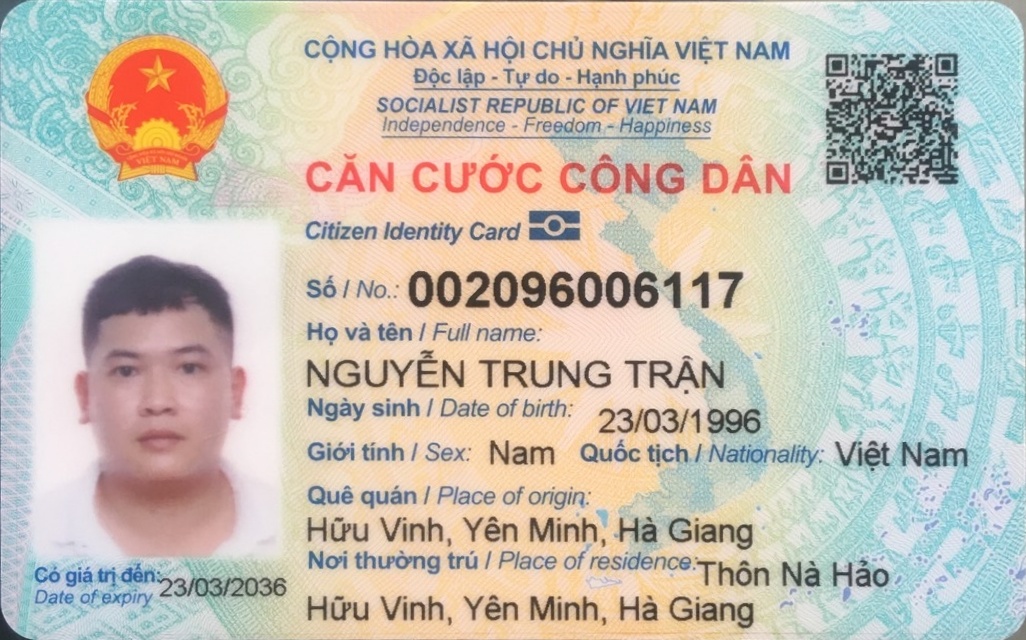 CỘNG HÒA XÃ HỘI CHỦ NGHĨA VIỆT NAM
Độc lập - Tự do - Hạnh phúc
SOCIALIST REPUBLIC OF VIET NAM
Independence - Freedom - Happiness
CĂN CƯỚC CÔNG DÂN
Citizen Identity Card
Số / No.: 002096006117
Họ và tên / Full name:
NGUYỄN TRUNG TRẬN
Ngày sinh / Date of birth: 23/03/1996
Giới tính / Sex: Nam Quốc tịch / Nationality: Việt Nam
Quê quán / Place of origin:
Hữu Vinh, Yên Minh, Hà Giang
Nơi thường trú / Place of residence: Thôn Nà Hảo
Hữu Vinh, Yên Minh, Hà Giang
Có giá trị đến: 23/03/2036
Date of expiry
VIỆT NAM